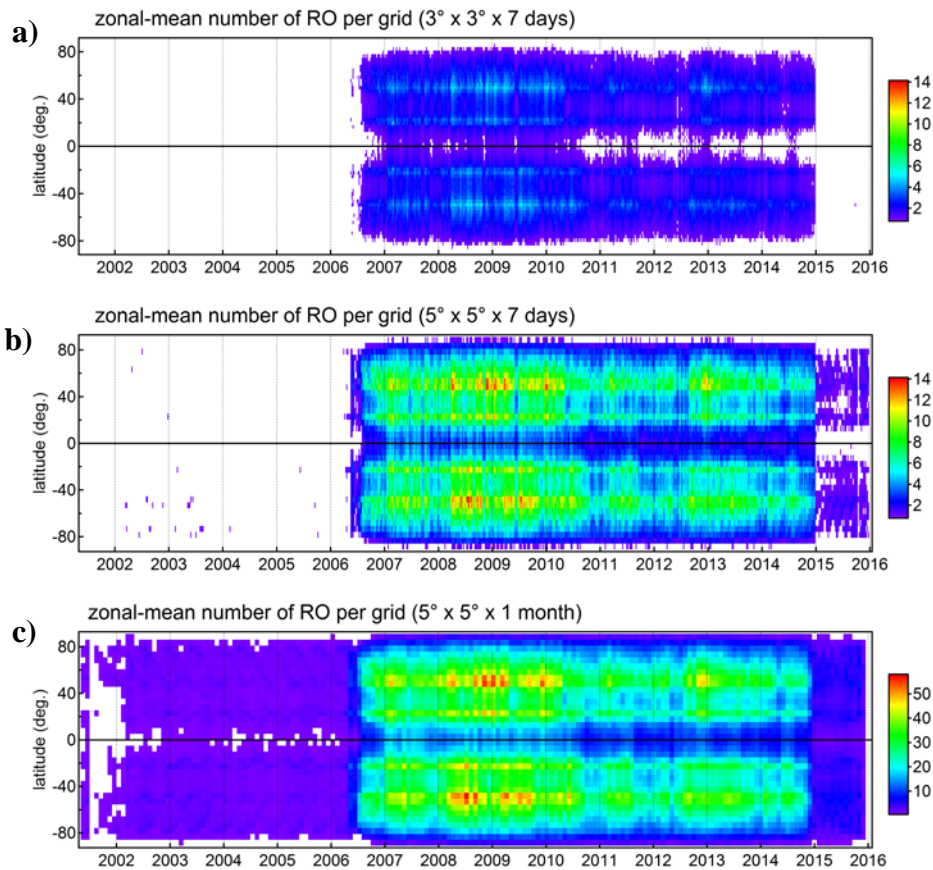 a)
zonal-mean number of RO per grid (3° x 3° x 7 days)
80
40
0
-40
-80
latitude (deg.)
2002 2003 2004 2005 2006 2007 2008 2009 2010 2011 2012 2013 2014 2015 2016
14
12
10
8
6
4
2
b)
zonal-mean number of RO per grid (5° x 5° x 7 days)
80
40
0
-40
-80
latitude (deg.)
2002 2003 2004 2005 2006 2007 2008 2009 2010 2011 2012 2013 2014 2015 2016
14
12
10
8
6
4
2
c)
zonal-mean number of RO per grid (5° x 5° x 1 month)
80
40
0
-40
-80
latitude (deg.)
2002 2003 2004 2005 2006 2007 2008 2009 2010 2011 2012 2013 2014 2015 2016
50
40
30
20
10